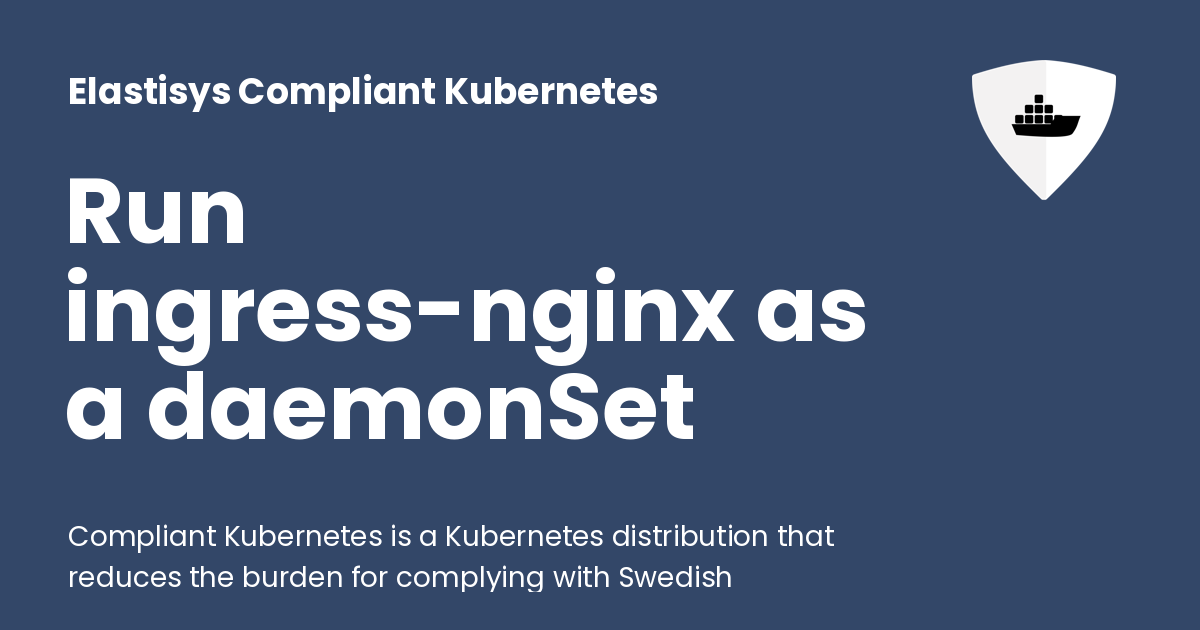 Elastisys Compliant Kubernetes
Run
ingress-nginx as
a daemonSet
Compliant Kubernetes is a Kubernetes distribution that
reduces the burden for complying with Swedish